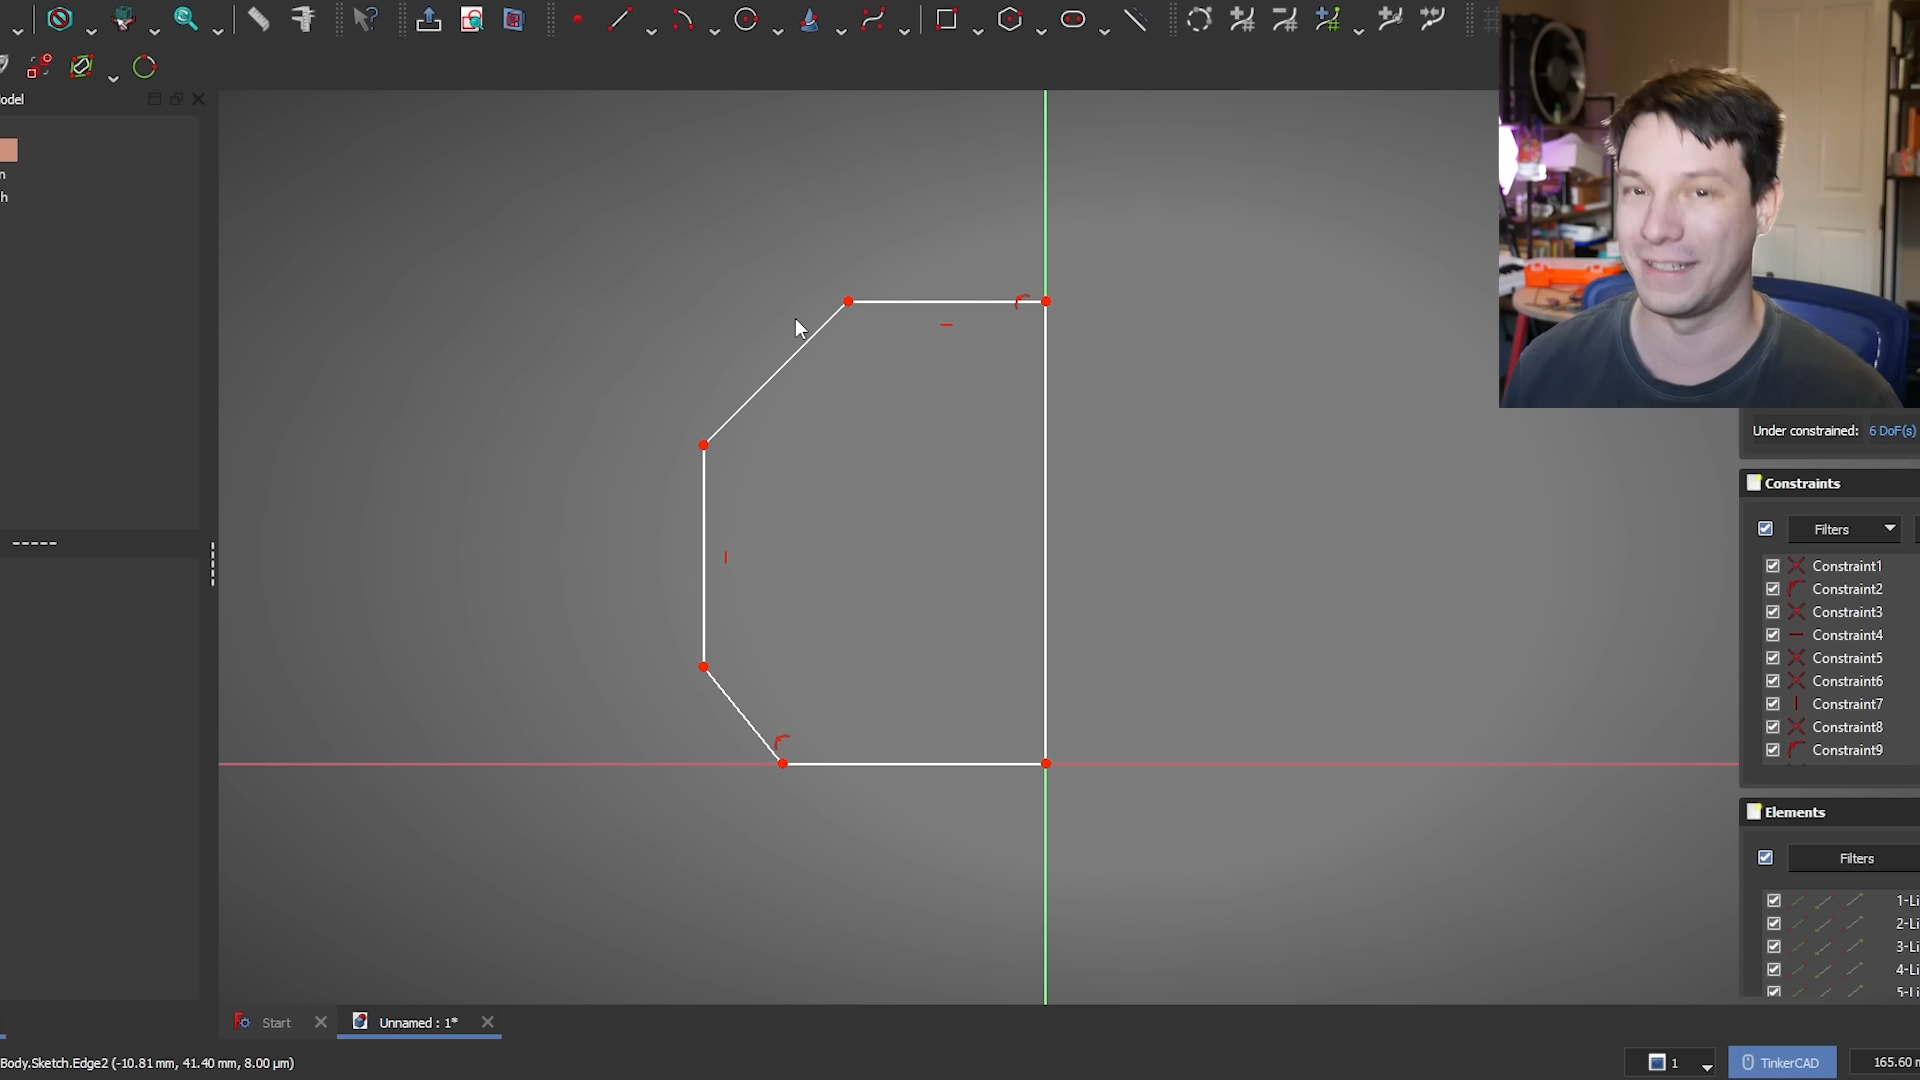 odel
n
h
Under constrained: 6 DoF(s)
Constraints
Filters
Constraint1
Constraint2
Constraint3
Constraint4
Constraint5
Constraint6
Constraint7
Constraint8
Constraint9
Elements
Filters
1-Li
2-Li
3-Li
4-Li
5-Li
Start
Unnamed : 1*
Body.Sketch.Edge2 (-10.81 mm, 41.40 mm, 8.00 µm)
1
TinkerCAD
165.60 m